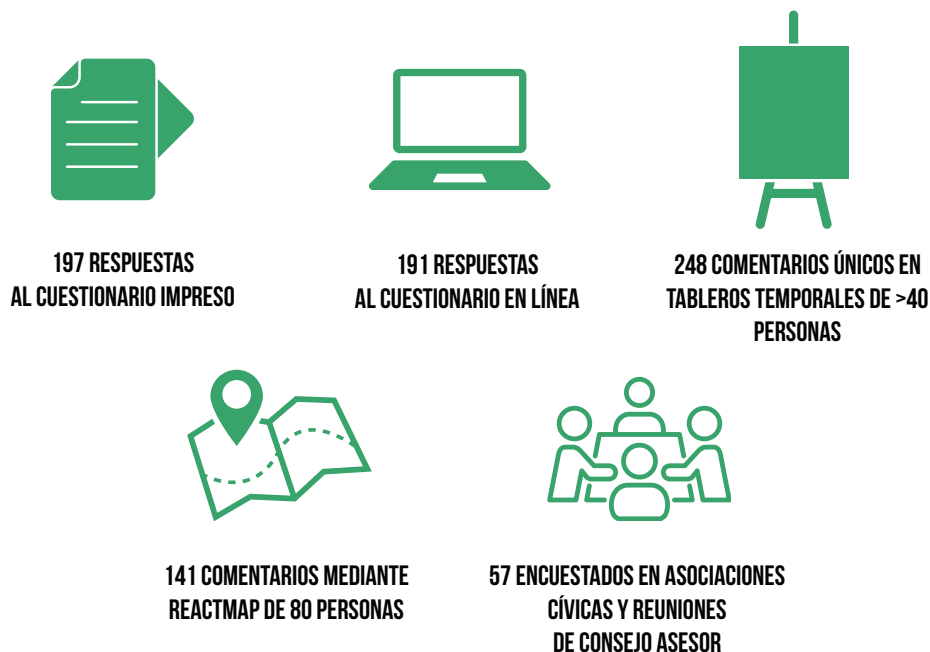 197 RESPUESTAS
AL CUESTIONARIO IMPRESO
191 RESPUESTAS
AL CUESTIONARIO EN LÍNEA
248 COMENTARIOS ÚNICOS EN
TABLEROS TEMPORALES DE >40
PERSONAS
141 COMENTARIOS MEDIANTE
REACTMAP DE 80 PERSONAS
57 ENCUESTADOS EN ASOCIACIONES
CÍVICAS Y REUNIONES
DE CONSEJO ASESOR